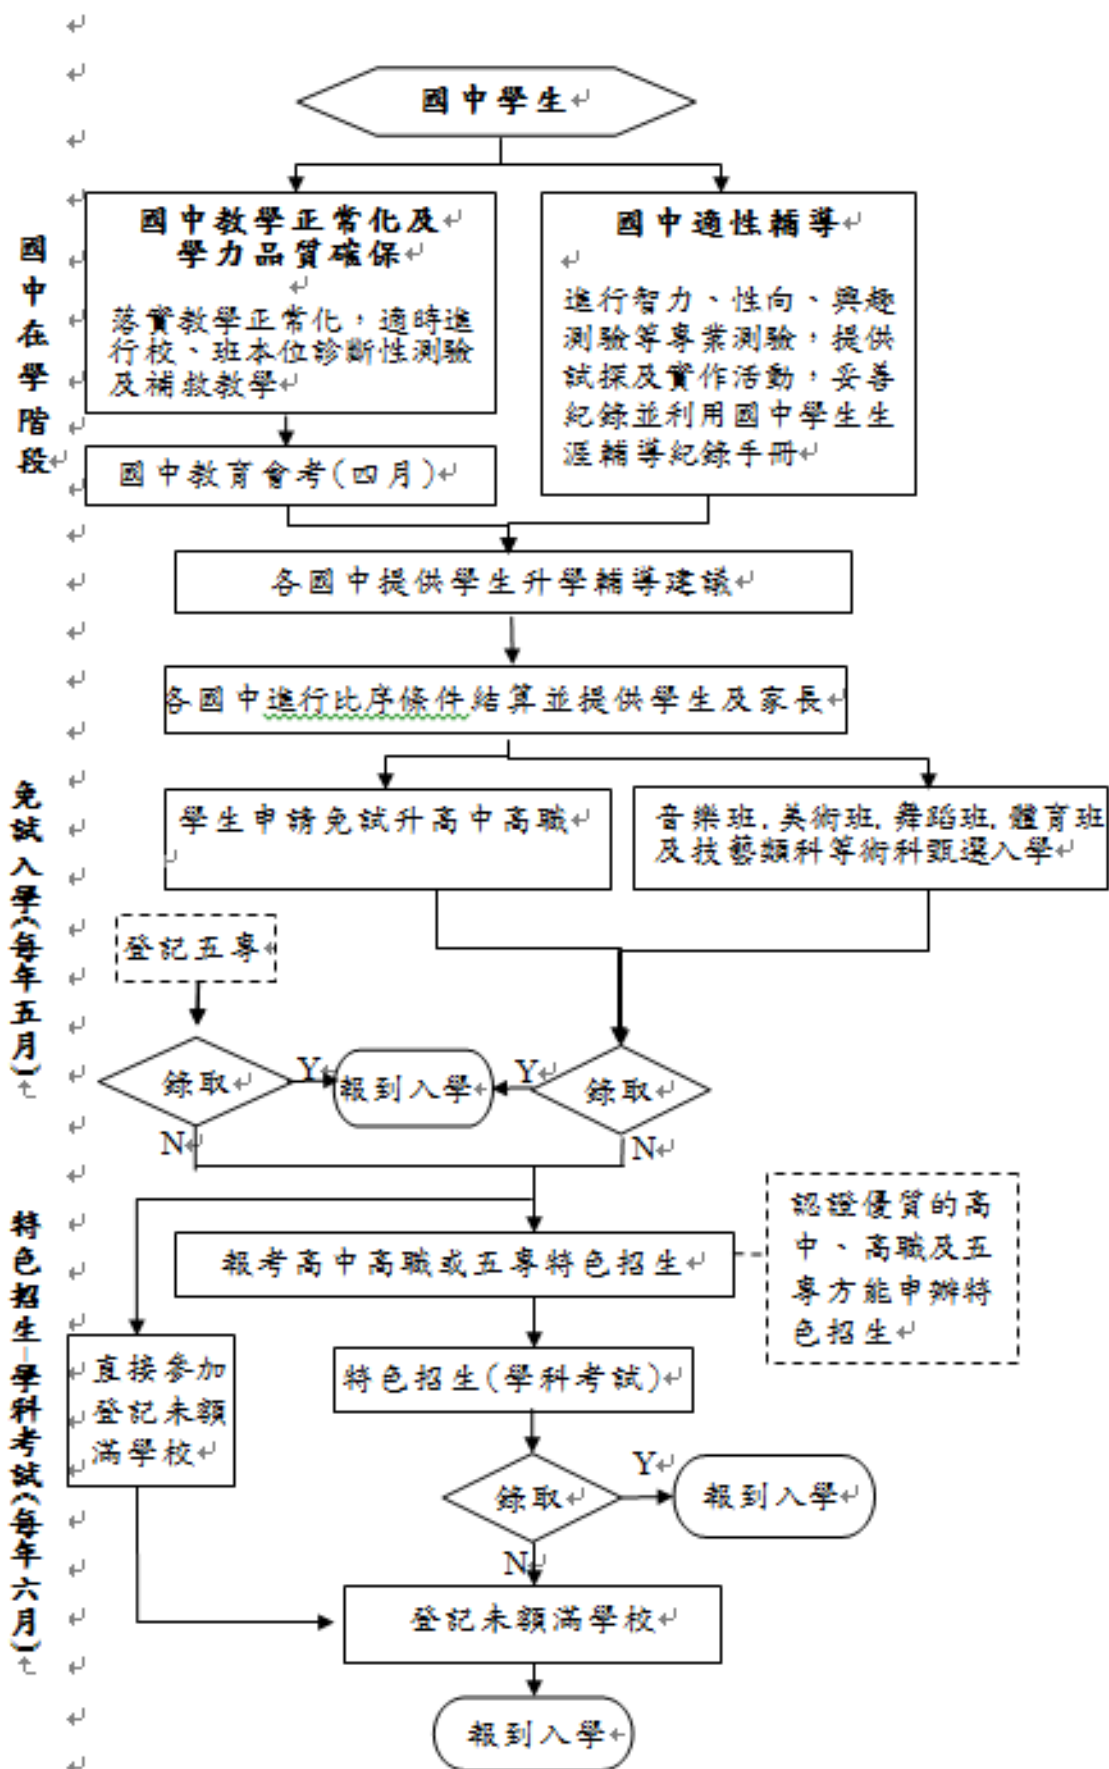 國中學生
國中教學正常化及
學力品質確保
落實教學正常化，適時進
行校、班本位診斷性測驗
及補救教學
國中適性輔導
進行智力、性向、興趣
測驗等專業測驗，提供
試探及實作活動，妥善
紀錄並利用國中學生生
涯輔導紀錄手冊
國中在學階段
國中教育會考(四月)
各國中提供學生升學輔導建議
各國中進行比序條件結算並提供學生及家長
免試入學(每年五月)
學生申請免試升高中高職
音樂班.美術班.舞蹈班.體育班
及技藝類科等術科甄選入學
登記五專
錄取
Y
報到入學
Y
錄取
N
N
特色招生-學科考試(每年六月)
報考高中高職或五專特色招生
認證優質的高
中、高職及五
專方能申辦特
色招生
直接參加
登記未額
滿學校
特色招生(學科考試)
錄取
Y
報到入學
N
登記未額滿學校
報到入學